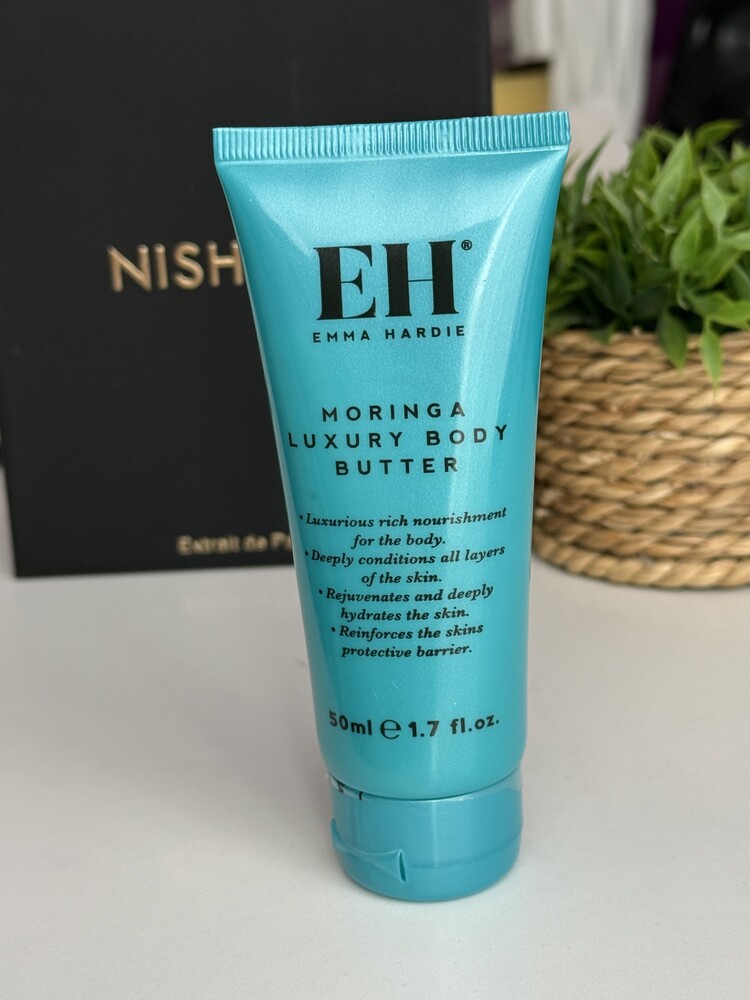 NISH
Extrait de Pa
EH®
EMMA HARDIE
MORINGA
LUXURY BODY
BUTTER
• Luxurious rich nourishment
for the body.
• Deeply conditions all layers
of the skin.
• Rejuvenates and deeply
hydrates the skin.
• Reinforces the skins
protective barrier.
50ml ℮ 1.7 fl.oz.